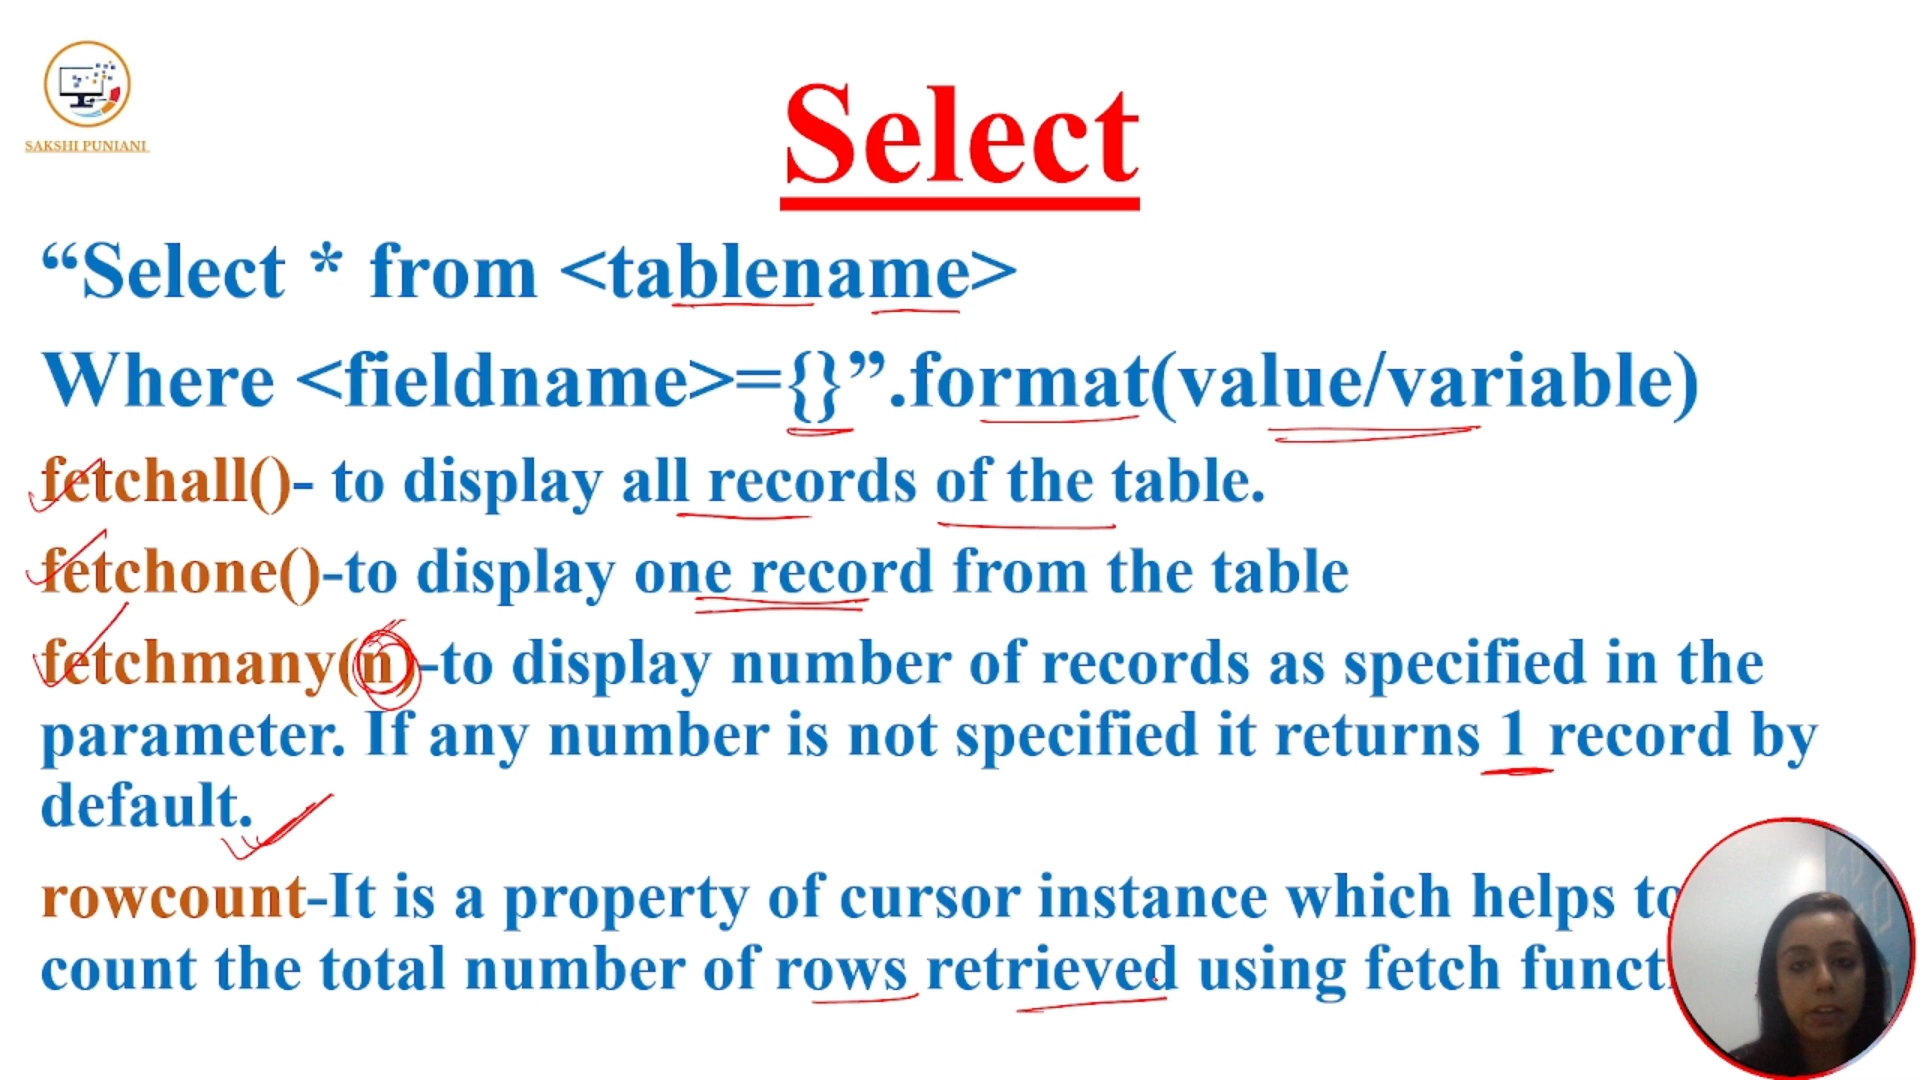 SAKSHI PUNIANI
Select
“Select * from <tablename>
Where <fieldname>={}”.format(value/variable)
fetchall()- to display all records of the table.
fetchone()-to display one record from the table
fetchmany(n)-to display number of records as specified in the
parameter. If any number is not specified it returns 1 record by
default.
rowcount-It is a property of cursor instance which helps to
count the total number of rows retrieved using fetch